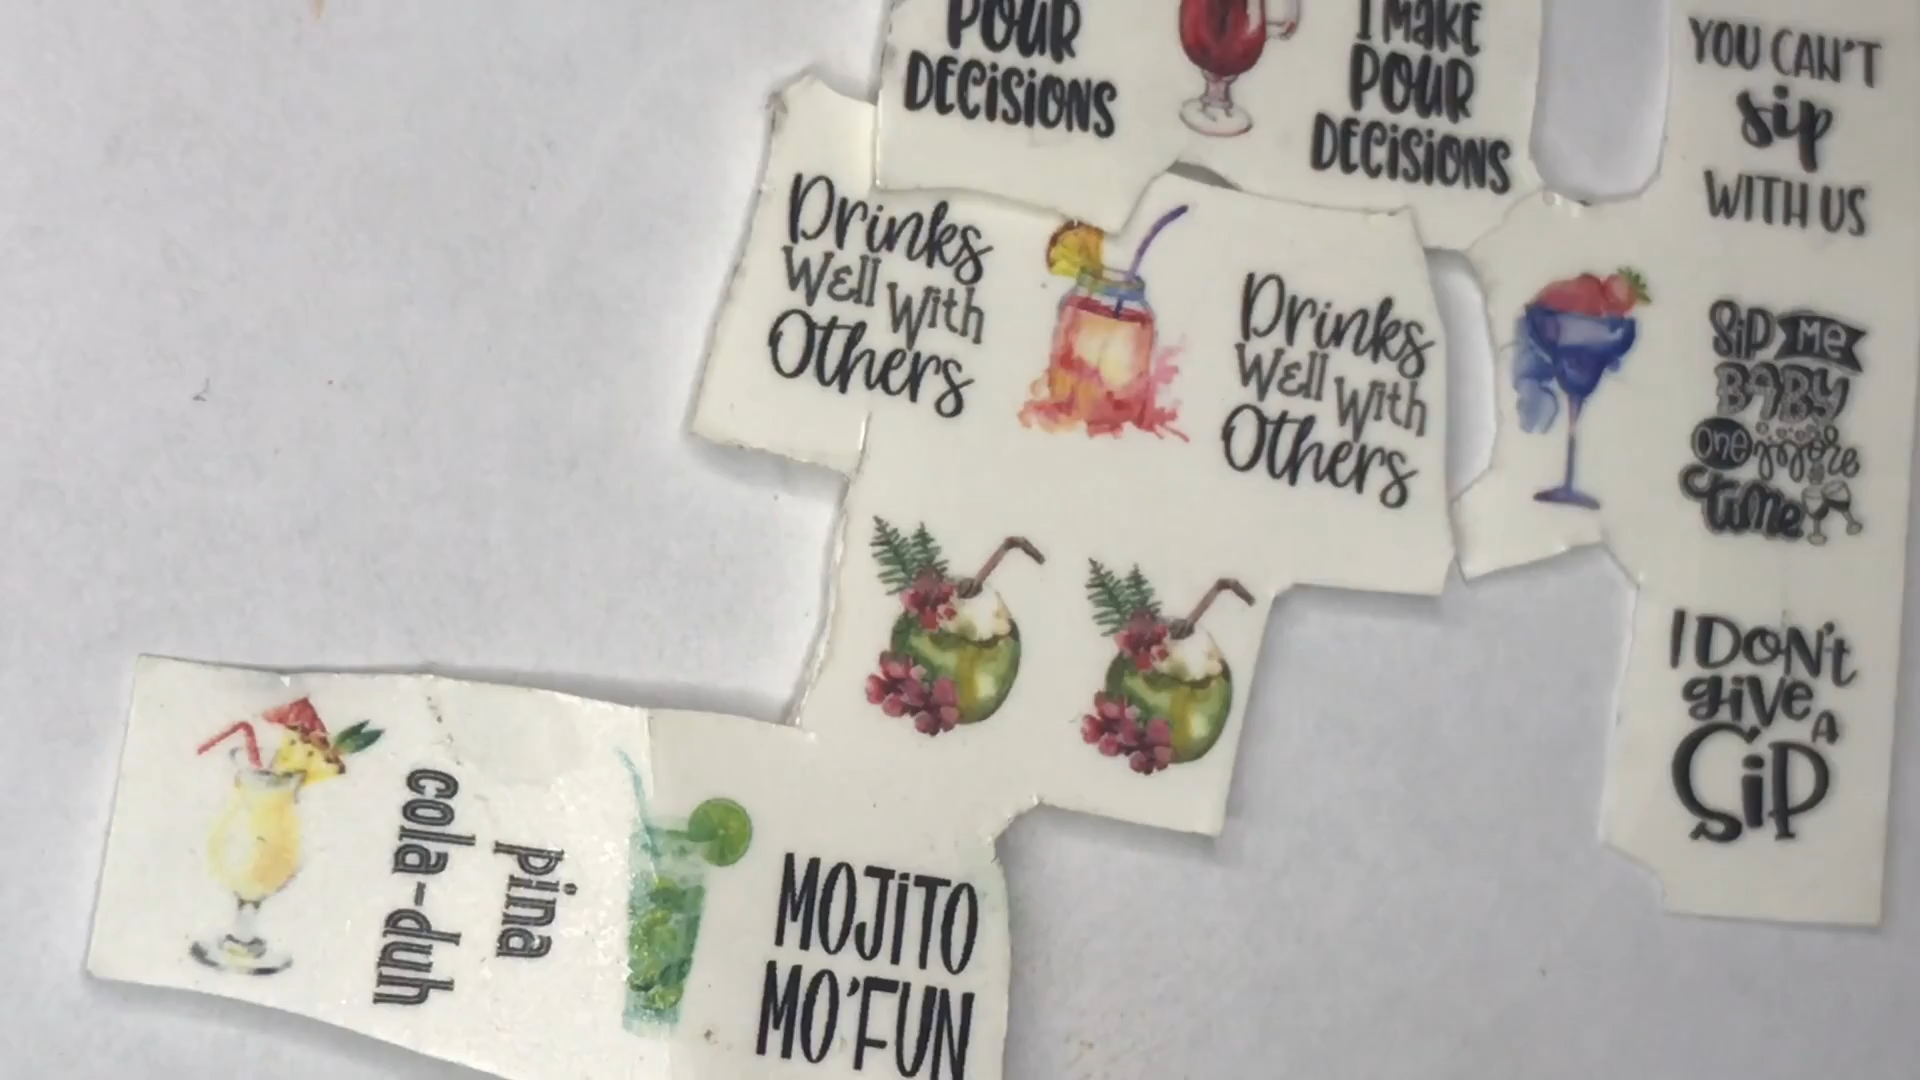 POUR
DECISIONS
I MAKE
POUR
DECISIONS
YOU CAN'T
sip
WITH US
Drinks
Well With
Others
Drinks
Well With
Others
SIP ME
BABY
one more
time
I DON't
give A
SiP
pina
cola-duh
MOJITO
MO'FUN